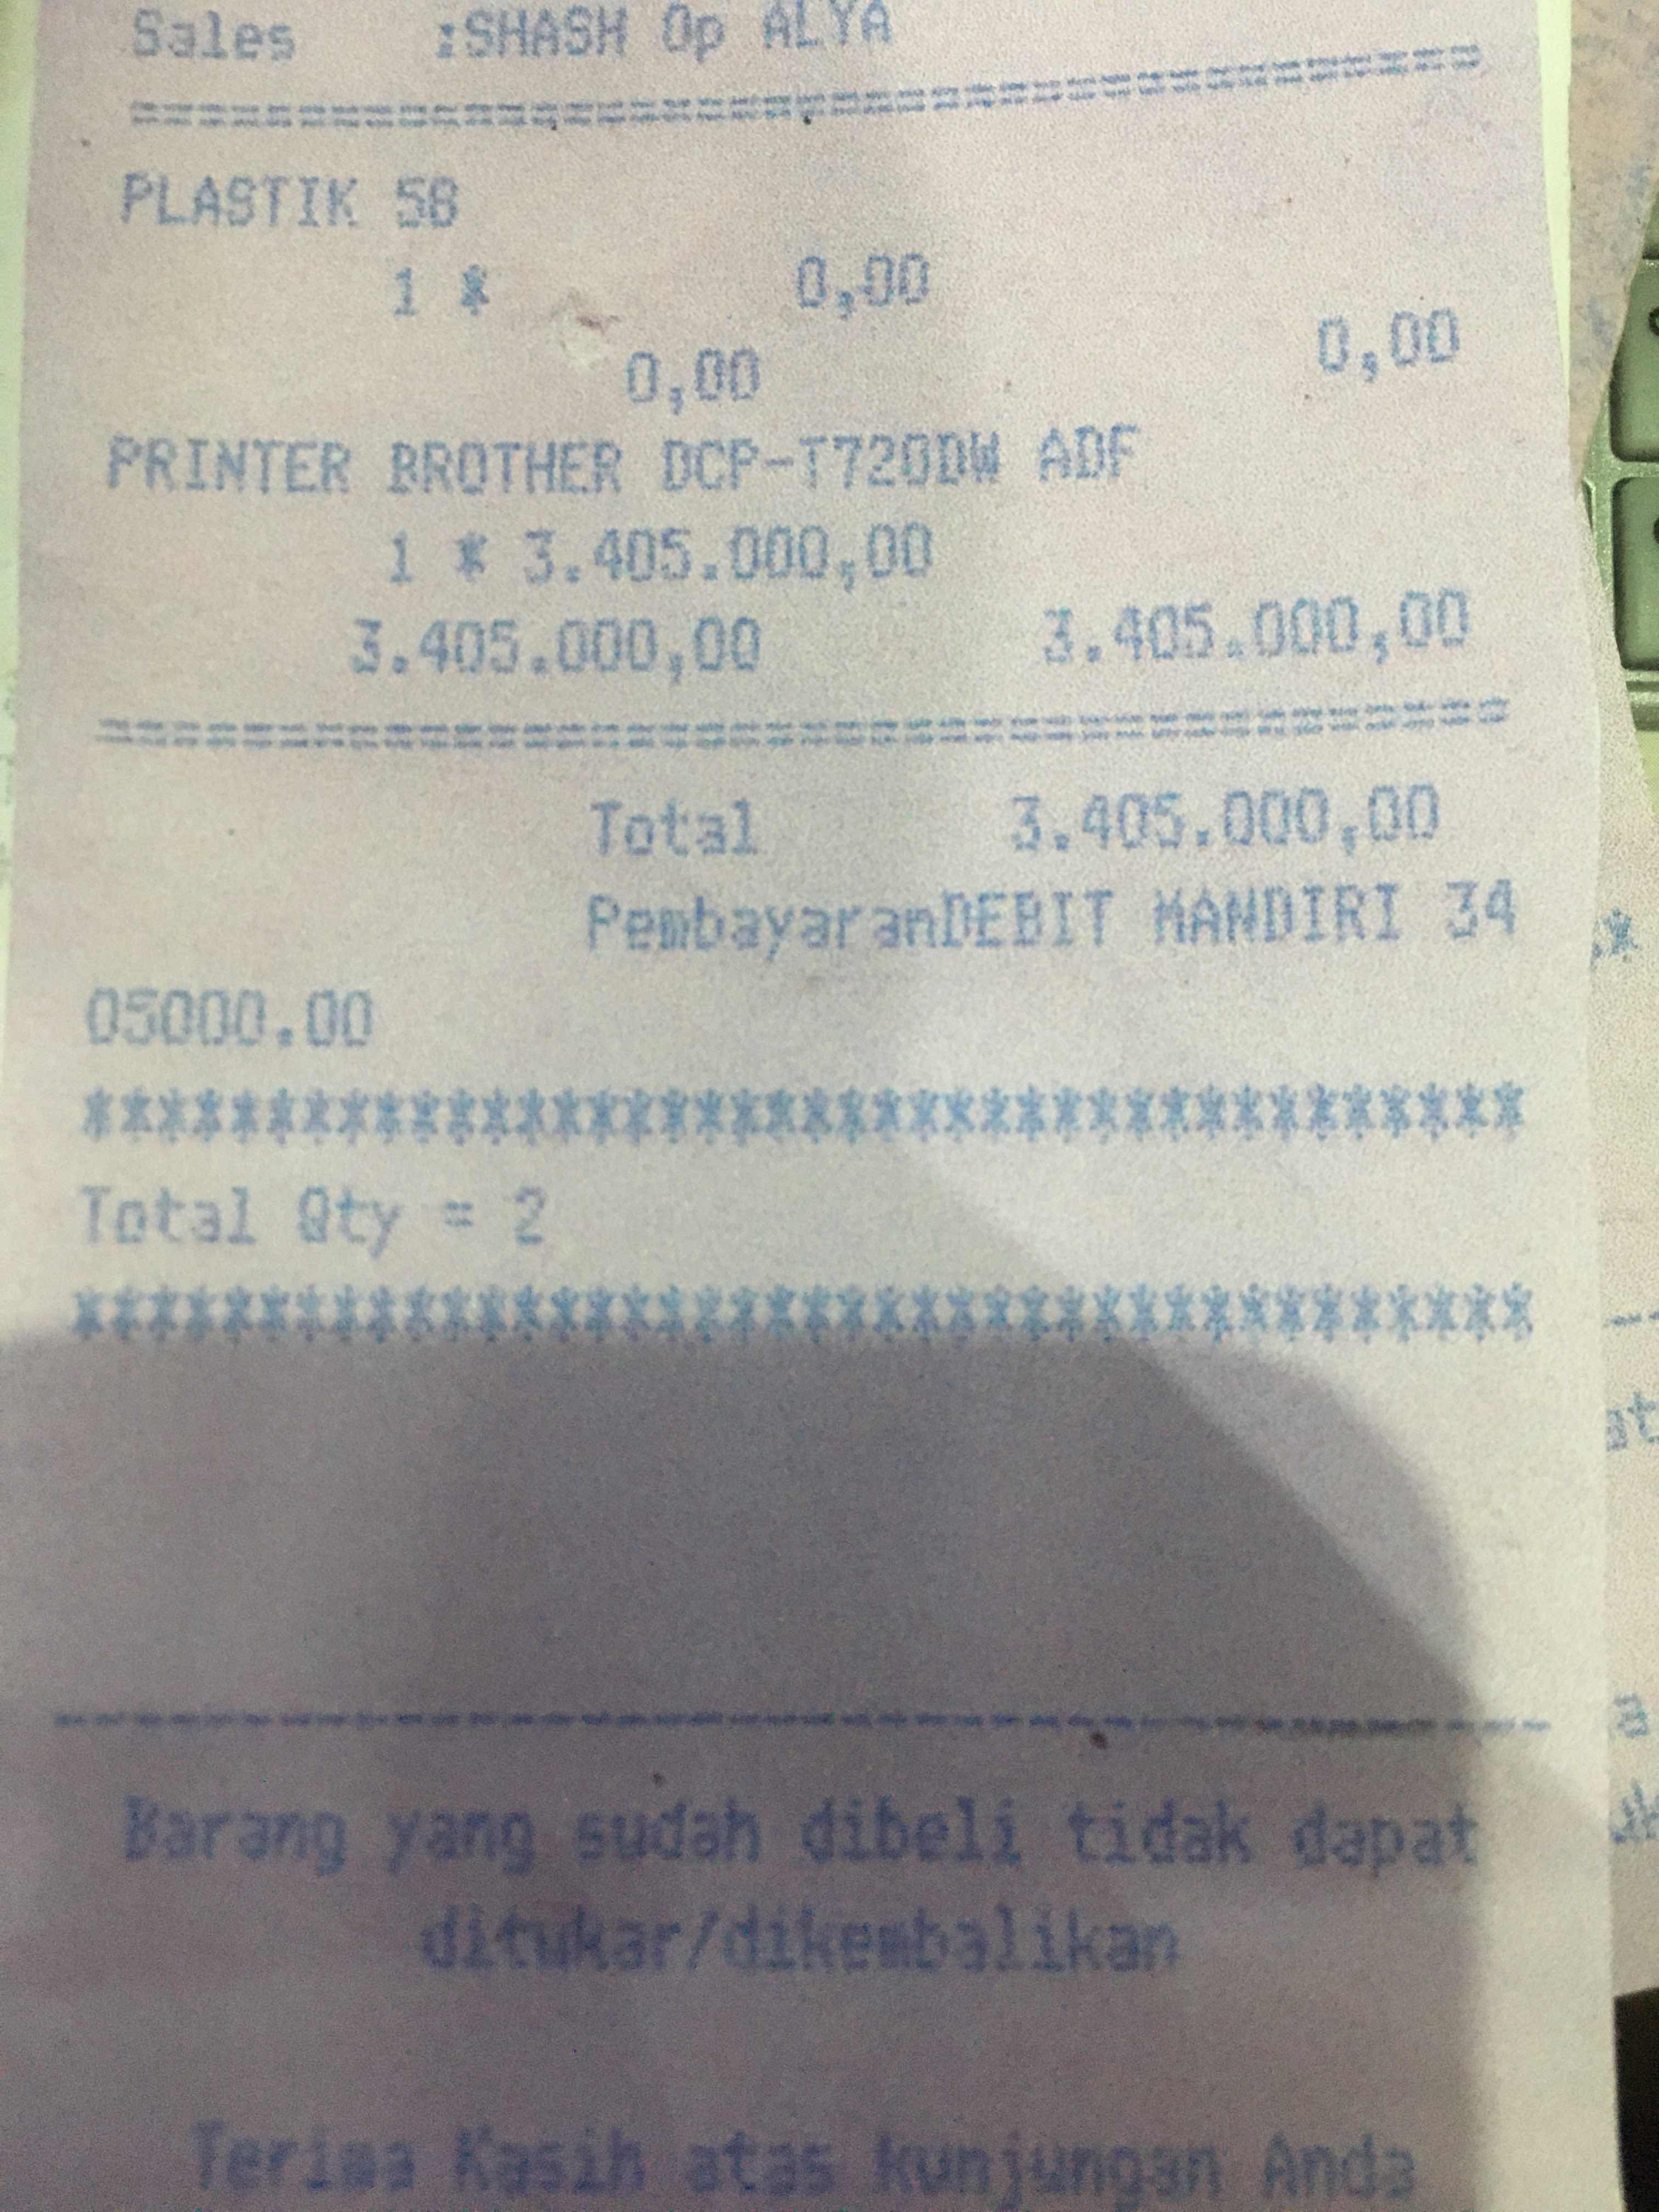 Sales :SHASH Op ALYA
================================
PLASTIK 58
1 * 0,00
0,00 0,00
PRINTER BROTHER DCP-T720DW ADF
1 * 3.405.000,00
3.405.000,00 3.405.000,00
================================
Total 3.405.000,00
PembayaranDEBIT MANDIRI 34
05000.00
****************************************
Total Qty = 2
****************************************
----------------------------------------
Barang yang sudah dibeli tidak dapat
ditukar/dikembalikan
Terima Kasih atas kunjungan Anda